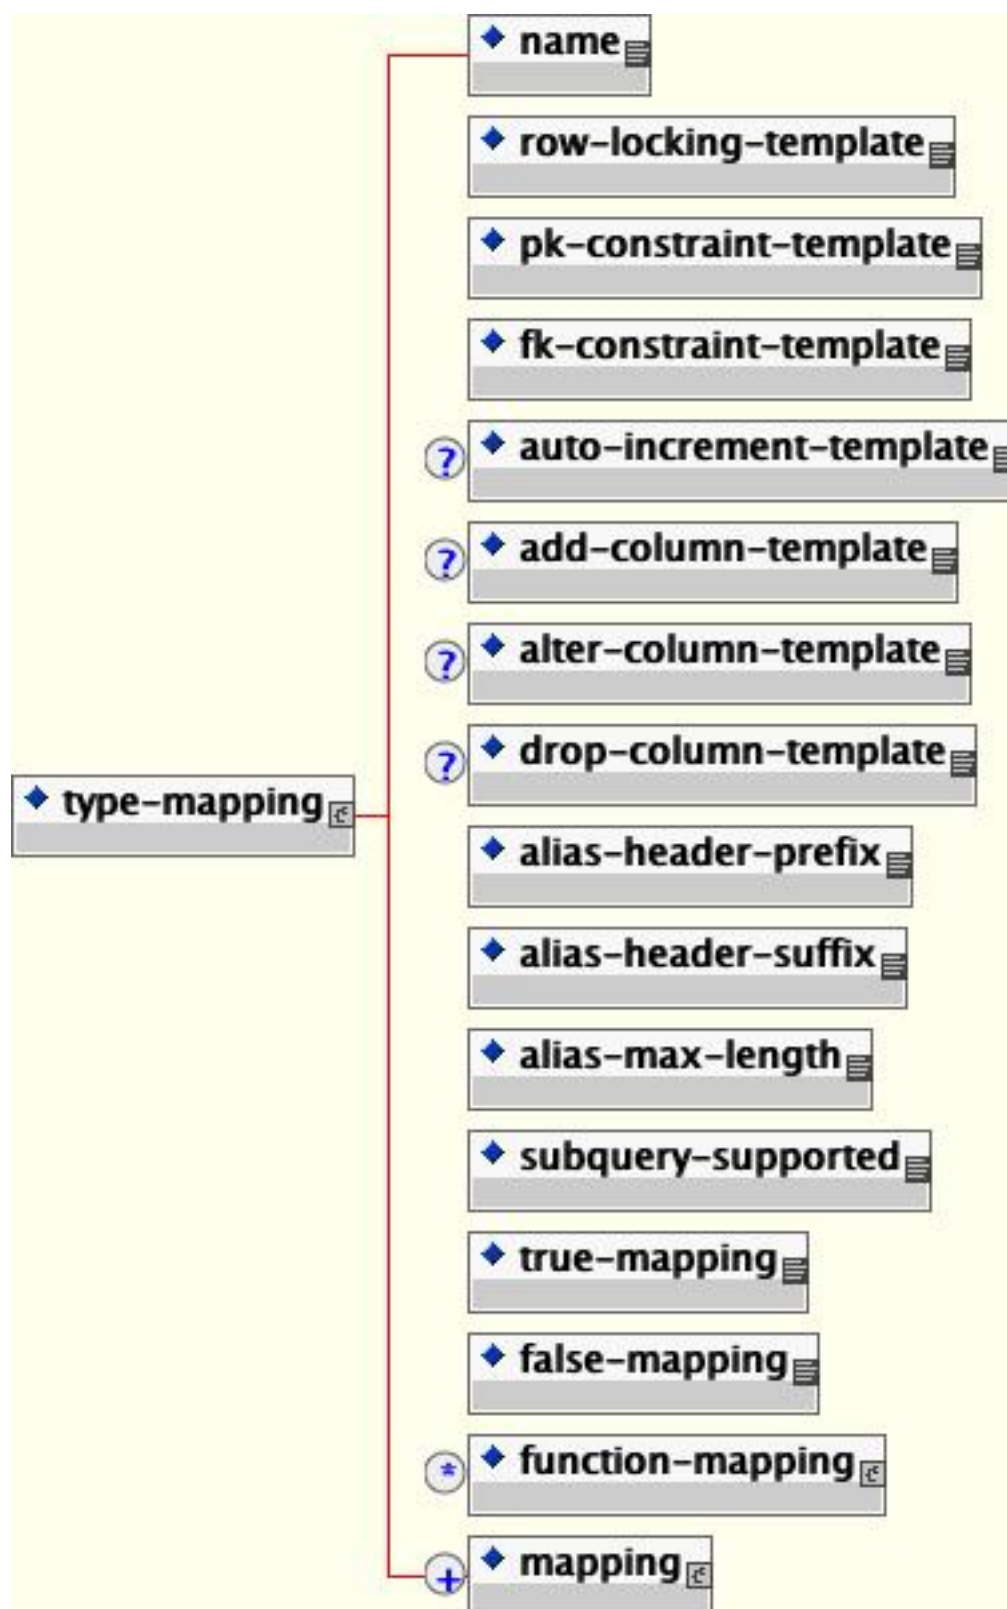 name
row-locking-template
pk-constraint-template
fk-constraint-template
? auto-increment-template
? add-column-template
? alter-column-template
? drop-column-template
type-mapping
alias-header-prefix
alias-header-suffix
alias-max-length
subquery-supported
true-mapping
false-mapping
* function-mapping
+ mapping